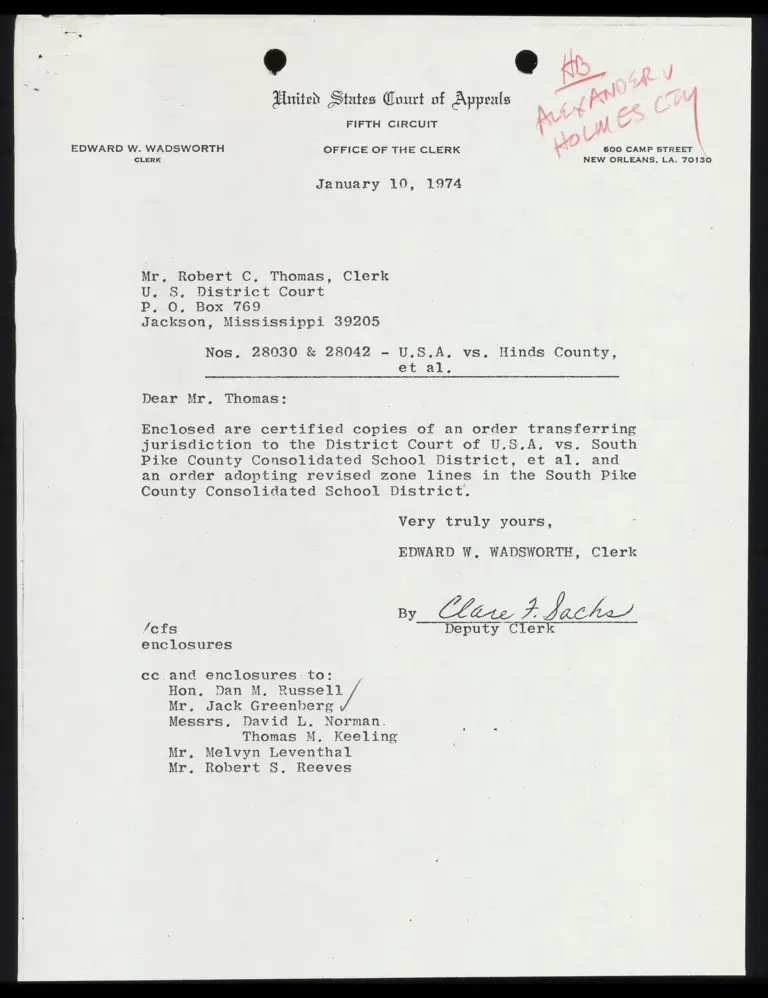 HB
ALEXANDER V
HOLMES CTY
United States Court of Appeals
FIFTH CIRCUIT
EDWARD W. WADSWORTH
CLERK
OFFICE OF THE CLERK
600 CAMP STREET
NEW ORLEANS, LA. 70130
January 10, 1974
Mr. Robert C. Thomas, Clerk
U. S. District Court
P. O. Box 769
Jackson, Mississippi 39205
Nos. 28030 & 28042 - U.S.A. vs. Hinds County,
et al.
Dear Mr. Thomas:
Enclosed are certified copies of an order transferring
jurisdiction to the District Court of U.S.A. vs. South
Pike County Consolidated School District, et al. and
an order adopting revised zone lines in the South Pike
County Consolidated School District.
Very truly yours,
EDWARD W. WADSWORTH, Clerk
By Clare F. Sachs
Deputy Clerk
/cfs
enclosures
cc and enclosures to:
Hon. Dan M. Russell
Mr. Jack Greenberg
Messrs. David L. Norman
Thomas M. Keeling
Mr. Melvyn Leventhal
Mr. Robert S. Reeves